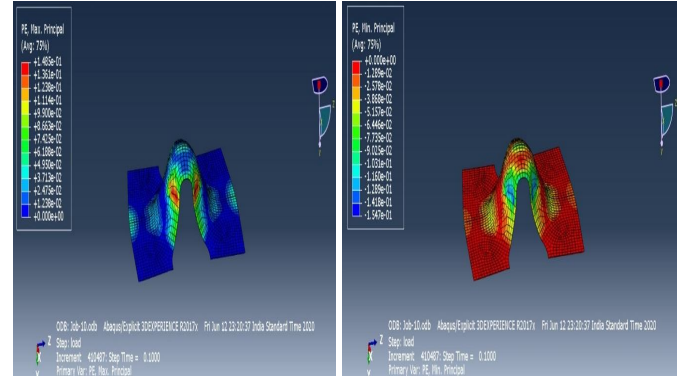 PE, Max. Principal
(Avg: 75%)
+1.485e-01
+1.361e-01
+1.238e-01
+1.114e-01
+9.900e-02
+8.663e-02
+7.425e-02
+6.188e-02
+4.950e-02
+3.713e-02
+2.475e-02
+1.238e-02
+0.000e+00
Z
Y
ODB: Job-10.odb Abaqus/Explicit 3DEXPERIENCE R2017x Fri Jun 12 23:20:37 India Standard Time 2020
Z
Step: load
Increment 410487: Step Time = 0.1000
Primary Var: PE, Max. Principal
PE, Min. Principal
(Avg: 75%)
+0.000e+00
-1.289e-02
-2.578e-02
-3.868e-02
-5.157e-02
-6.446e-02
-7.735e-02
-9.025e-02
-1.031e-01
-1.160e-01
-1.289e-01
-1.418e-01
-1.547e-01
Z
Y
ODB: Job-10.odb Abaqus/Explicit 3DEXPERIENCE R2017x Fri Jun 12 23:20:37 India Standard Time 2020
Z
Step: load
Increment 410487: Step Time = 0.1000
Primary Var: PE, Min. Principal